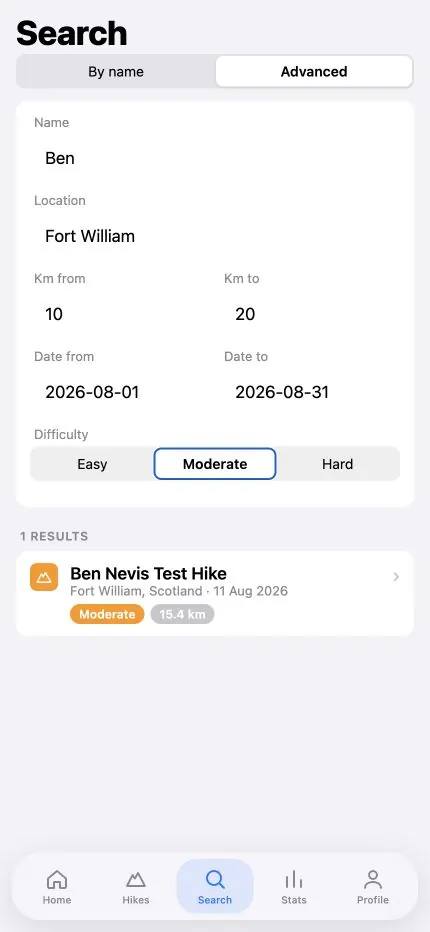 Search
By name Advanced
Name
Ben
Location
Fort William
Km from Km to
10 20
Date from Date to
2026-08-01 2026-08-31
Difficulty
Easy Moderate Hard
1 RESULTS
Ben Nevis Test Hike
Fort William, Scotland · 11 Aug 2026
Moderate 15.4 km
Home Hikes Search Stats Profile